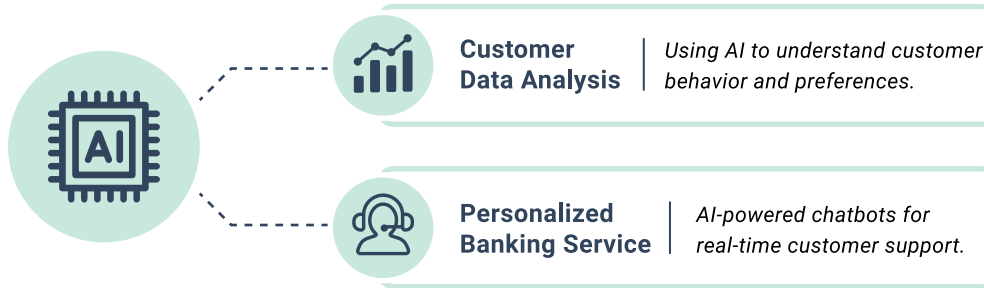 AI
Customer
Data Analysis
Using AI to understand customer
behavior and preferences.
Personalized
Banking Service
AI-powered chatbots for
real-time customer support.